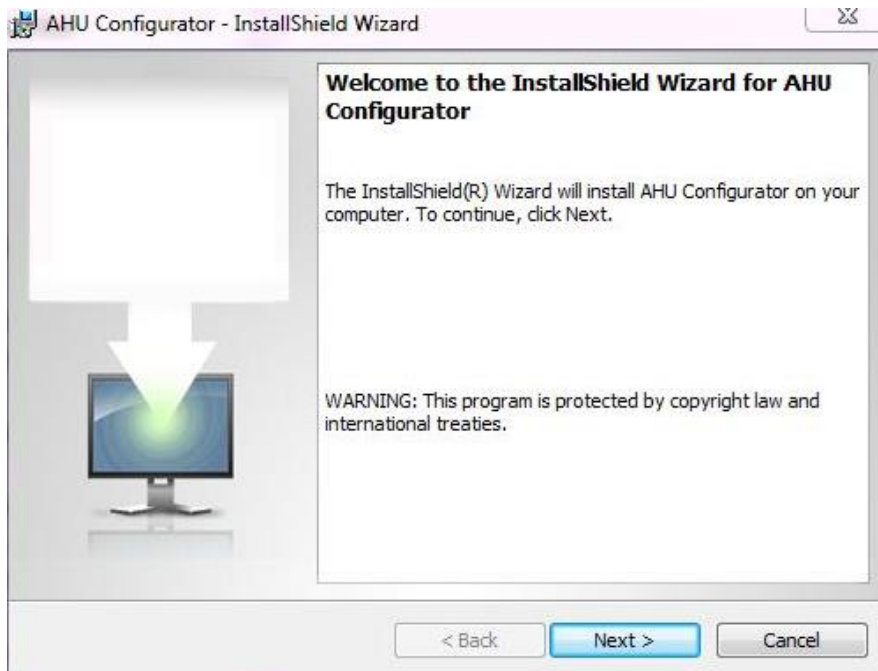 AHU Configurator - InstallShield Wizard
Welcome to the InstallShield Wizard for AHU
Configurator
The InstallShield(R) Wizard will install AHU Configurator on your
computer. To continue, click Next.
WARNING: This program is protected by copyright law and
international treaties.
< Back
Next >
Cancel